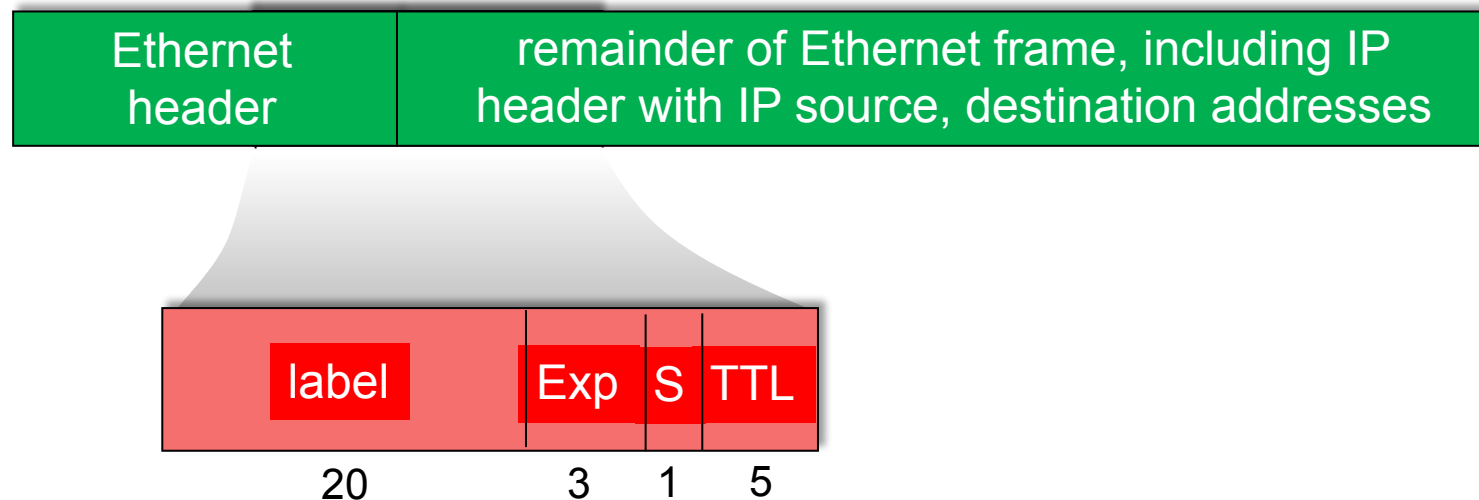 Ethernet
header
remainder of Ethernet frame, including IP
header with IP source, destination addresses
label Exp S TTL
20 3 1 5